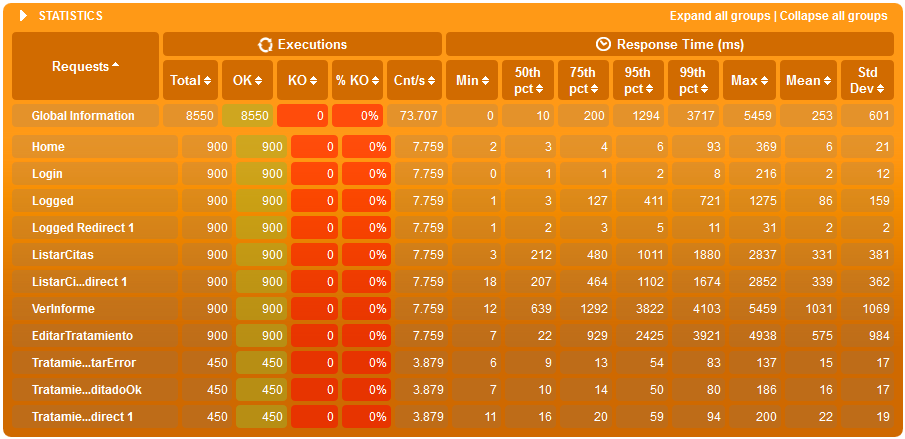 STATISTICS Expand all groups | Collapse all groups
Requests Executions Response Time (ms)
Total OK KO % KO Cnt/s Min 50th pct 75th pct 95th pct 99th pct Max Mean Std Dev
Global Information 8550 8550 0 0% 73.707 0 10 200 1294 3717 5459 253 601
Home 900 900 0 0% 7.759 2 3 4 6 93 369 6 21
Login 900 900 0 0% 7.759 0 1 1 2 8 216 2 12
Logged 900 900 0 0% 7.759 1 3 127 411 721 1275 86 159
Logged Redirect 1 900 900 0 0% 7.759 1 2 3 5 11 31 2 2
ListarCitas 900 900 0 0% 7.759 3 212 480 1011 1880 2837 331 381
ListarCi...direct 1 900 900 0 0% 7.759 18 207 464 1102 1674 2852 339 362
VerInforme 900 900 0 0% 7.759 12 639 1292 3822 4103 5459 1031 1069
EditarTratamiento 900 900 0 0% 7.759 7 22 929 2425 3921 4938 575 984
Tratamie...tarError 450 450 0 0% 3.879 6 9 13 54 83 137 15 17
Tratamie...ditadoOk 450 450 0 0% 3.879 7 10 14 50 80 186 16 17
Tratamie...direct 1 450 450 0 0% 3.879 11 16 20 59 94 200 22 19